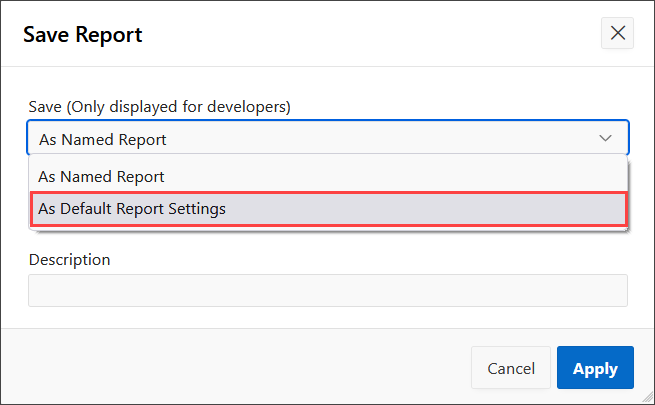 Save Report
Save (Only displayed for developers)
As Named Report
As Named Report
As Default Report Settings
Description
Cancel
Apply